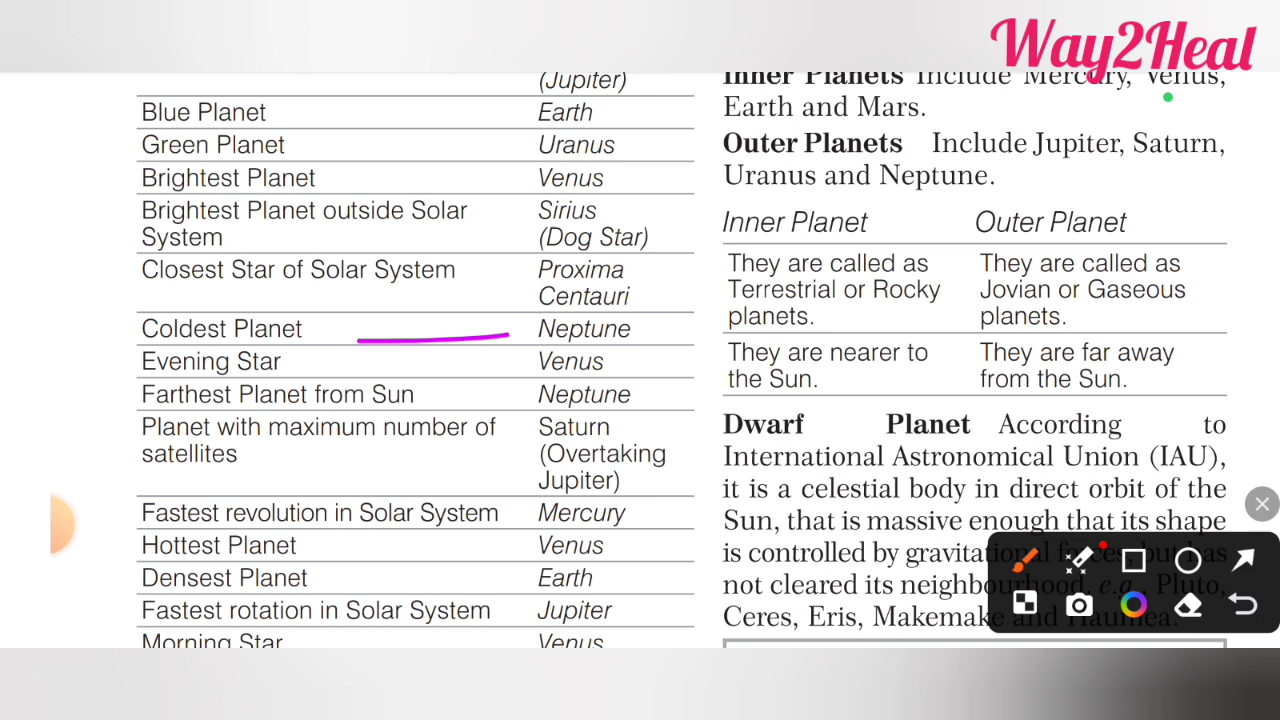 Way2Heal
(Jupiter)
Blue Planet Earth
Green Planet Uranus
Brightest Planet Venus
Brightest Planet outside Solar Sirius
System (Dog Star)
Closest Star of Solar System Proxima
Centauri
Coldest Planet Neptune
Evening Star Venus
Farthest Planet from Sun Neptune
Planet with maximum number of Saturn
satellites (Overtaking
Jupiter)
Fastest revolution in Solar System Mercury
Hottest Planet Venus
Densest Planet Earth
Fastest rotation in Solar System Jupiter
Morning Star Venus
Inner Planets Include Mercury, Venus,
Earth and Mars.
Outer Planets Include Jupiter, Saturn,
Uranus and Neptune.
Inner Planet Outer Planet
They are called as They are called as
Terrestrial or Rocky Jovian or Gaseous
planets. planets.
They are nearer to They are far away
the Sun. from the Sun.
Dwarf Planet According to
International Astronomical Union (IAU),
it is a celestial body in direct orbit of the
Sun, that is massive enough that its shape
is controlled by gravitational forces, but has
not cleared its neighbourhood, e.g., Pluto,
Ceres, Eris, Makemake and Haumea.